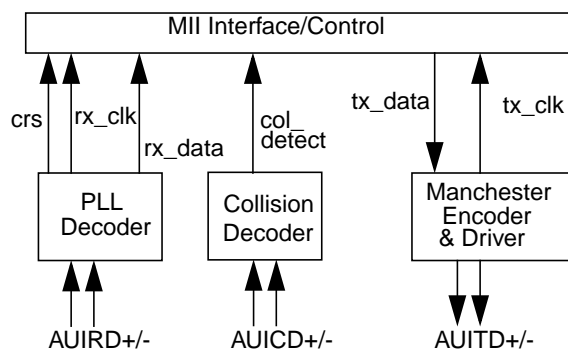 MII Interface/Control
crs
rx_clk
rx_data
col_
detect
tx_data
tx_clk
PLL
Decoder
Collision
Decoder
Manchester
Encoder
& Driver
AUIRD+/-
AUICD+/-
AUITD+/-